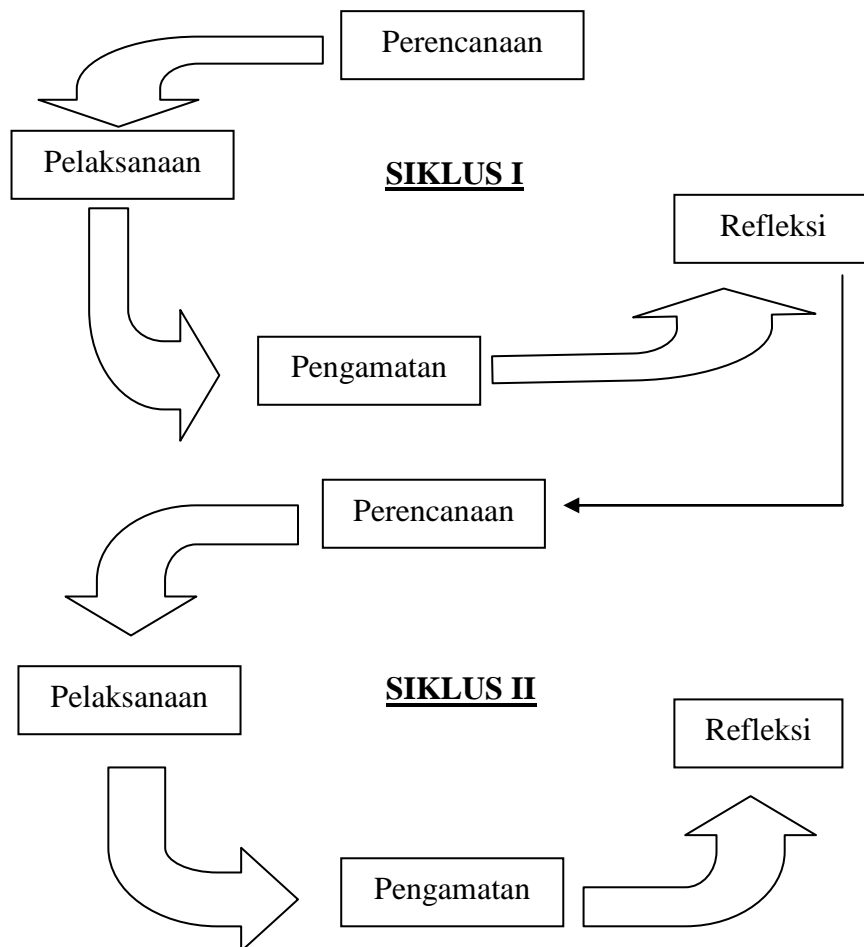 Perencanaan
Pelaksanaan
SIKLUS I
Refleksi
Pengamatan
Perencanaan
Pelaksanaan
SIKLUS II
Refleksi
Pengamatan